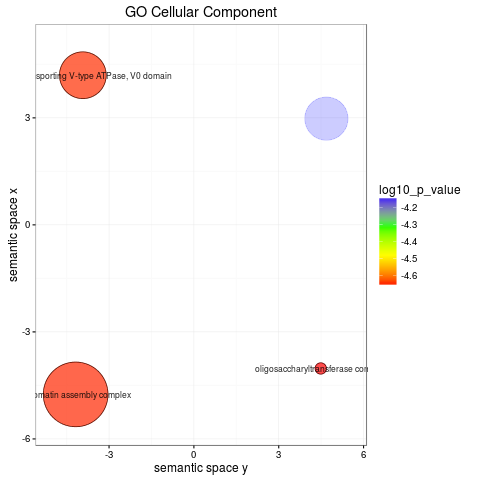 GO Cellular Component
sporting V-type ATPase, V0 domain
3
0
-3
-6
semantic space x
omatin assembly complex
oligosaccharyltransferase con
-3
0
3
6
semantic space y
log10_p_value
-4.2
-4.3
-4.4
-4.5
-4.6